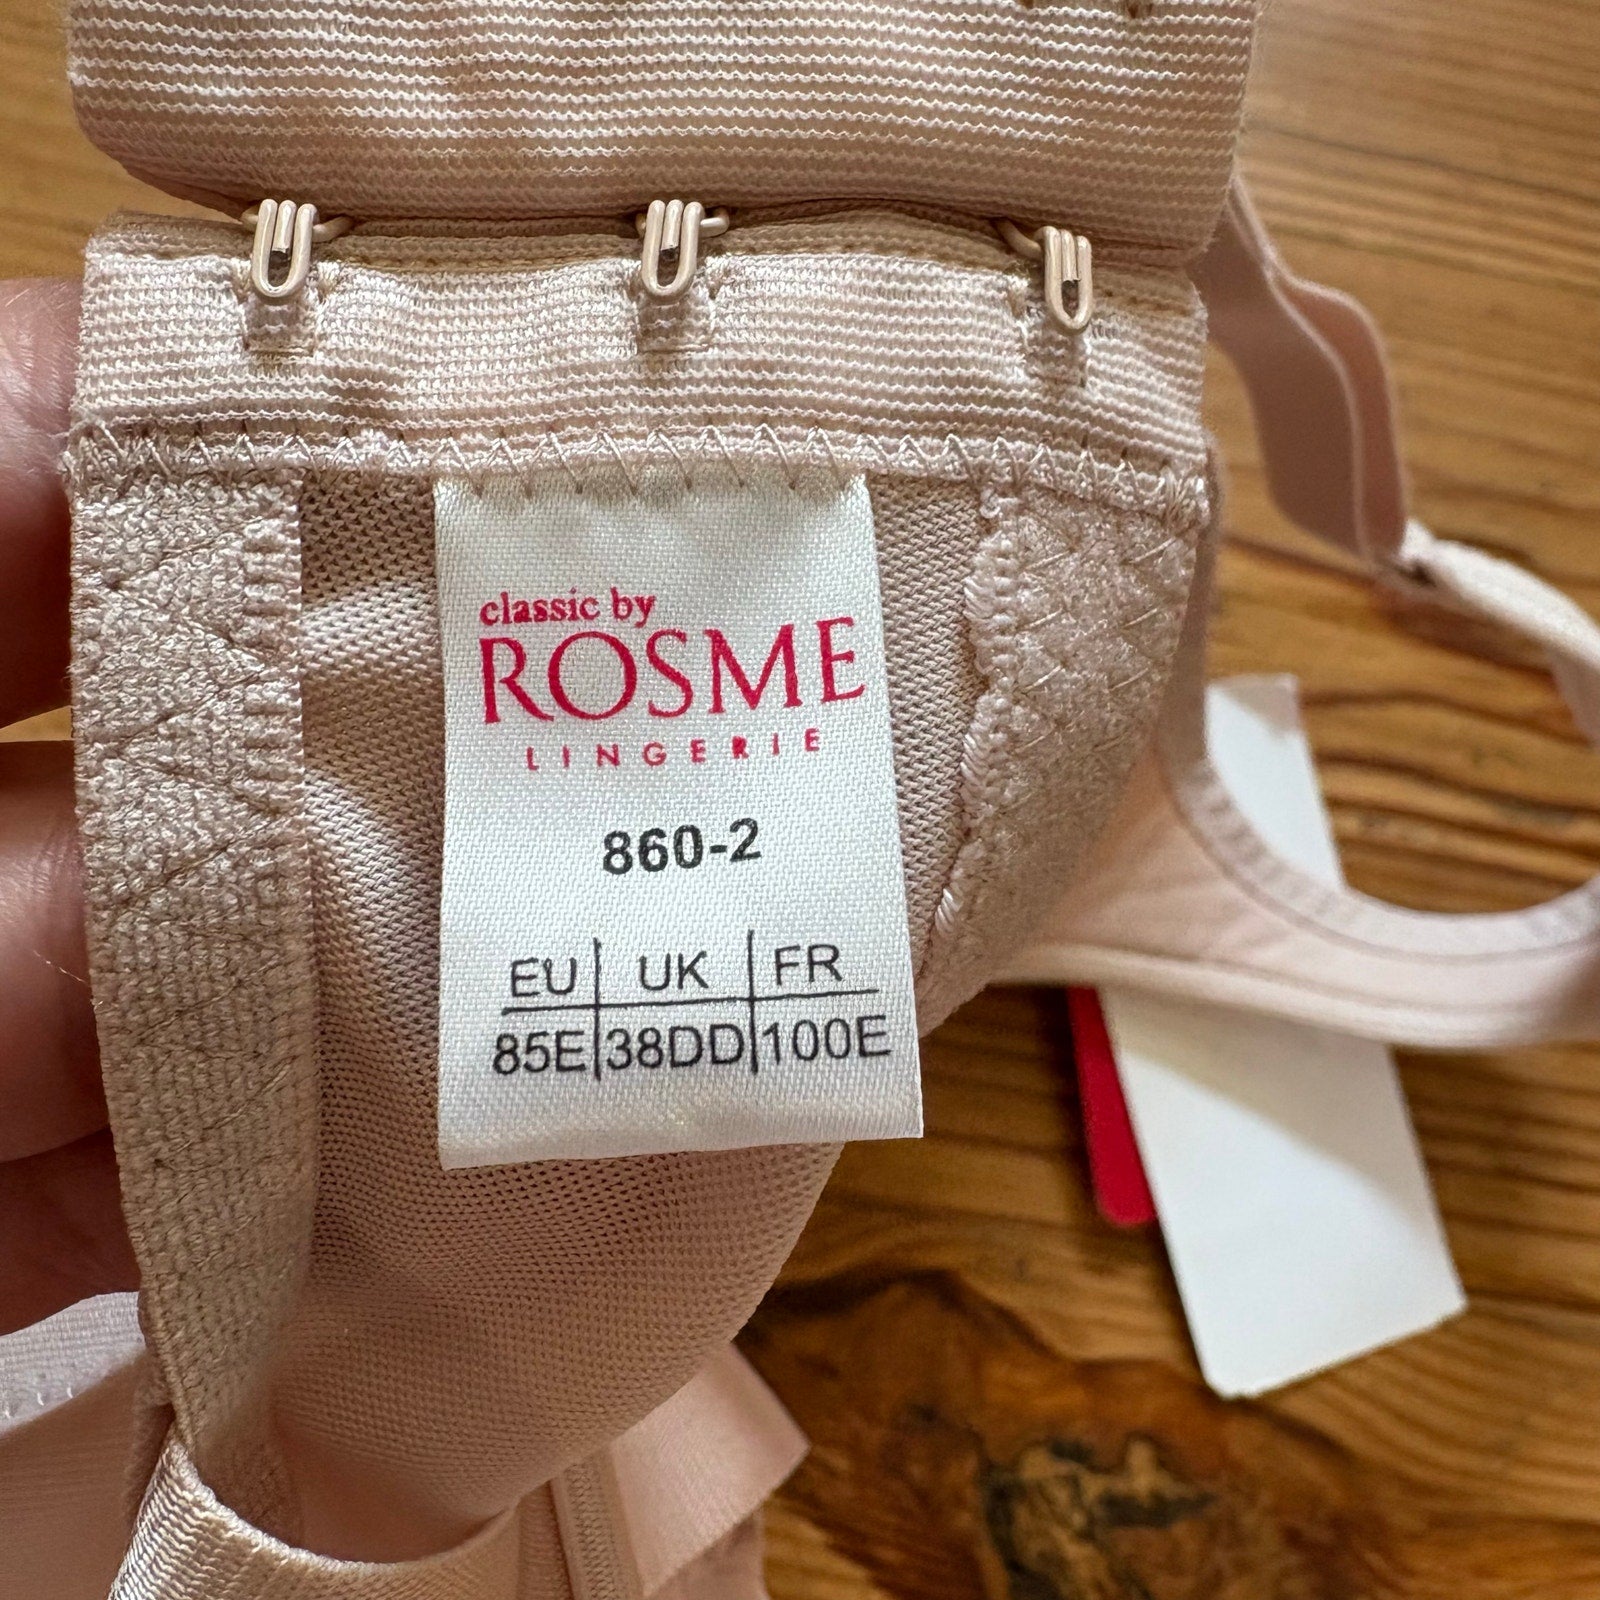 classic by
ROSME
LINGERIE
860-2
EU UK FR
85E 38DD 100E